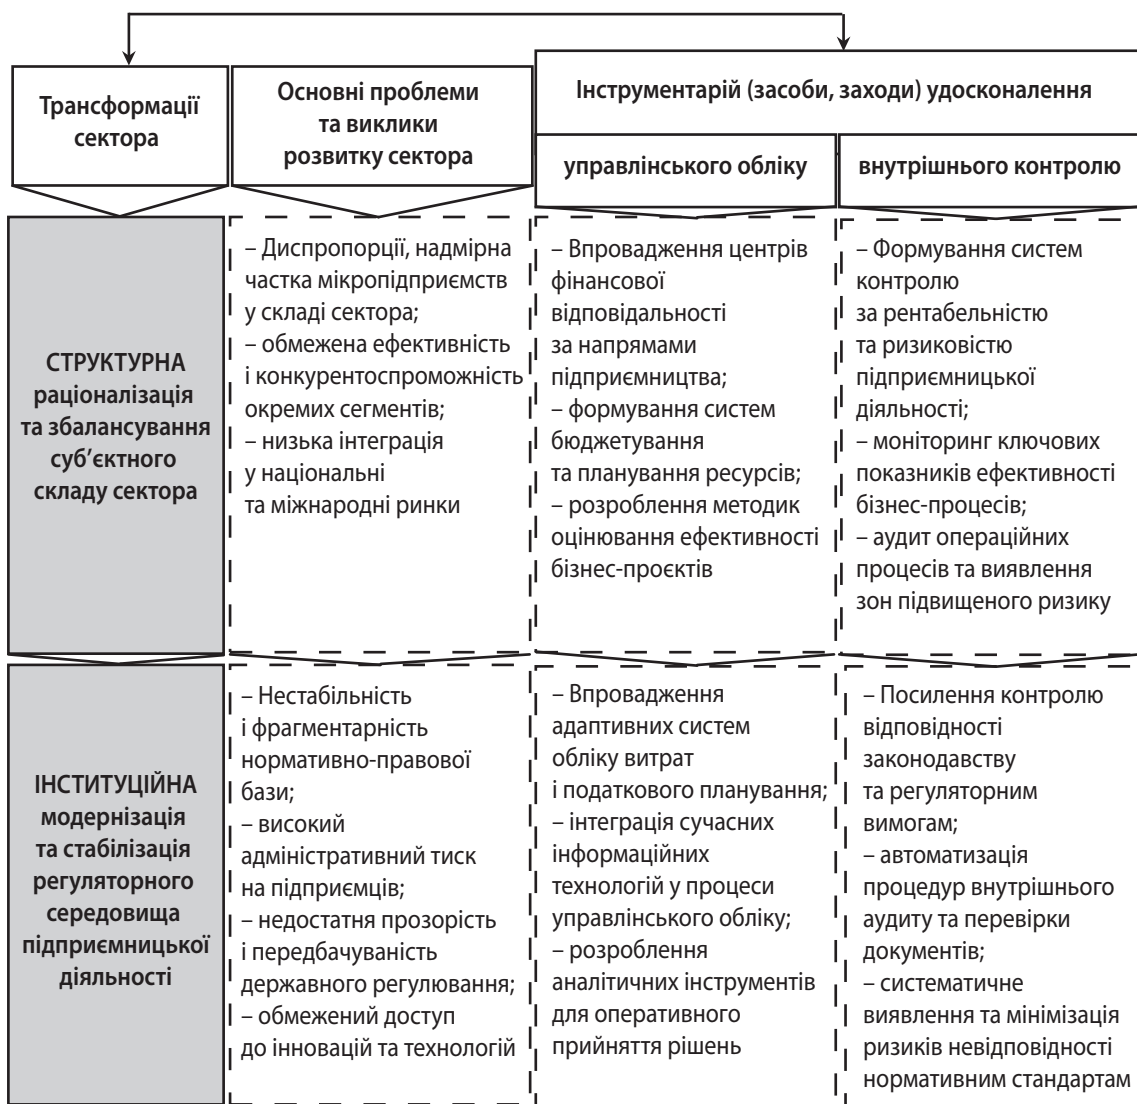 Трансформації
сектора
Основні проблеми
та виклики
розвитку сектора
Інструментарій (засоби, заходи) удосконалення
управлінського обліку
внутрішнього контролю
СТРУКТУРНА
раціоналізація
та збалансування
суб’єктного
складу сектора
– Диспропорції, надмірна
частка мікропідприємств
у складі сектора;
– обмежена ефективність
і конкурентоспроможність
окремих сегментів;
– низька інтеграція
у національні
та міжнародні ринки
– Впровадження центрів
фінансової
відповідальності
за напрямами
підприємництва;
– формування систем
бюджетування
та планування ресурсів;
– розроблення методик
оцінювання ефективності
бізнес-проєктів
– Формування систем
контролю
за рентабельністю
та ризиковістю
підприємницької
діяльності;
– моніторинг ключових
показників ефективності
бізнес-процесів;
– аудит операційних
процесів та виявлення
зон підвищеного ризику
ІНСТИТУЦІЙНА
модернізація
та стабілізація
регуляторного
середовища
підприємницької
діяльності
– Нестабільність
і фрагментарність
нормативно-правової
бази;
– високий
адміністративний тиск
на підприємців;
– недостатня прозорість
і передбачуваність
державного регулювання;
– обмежений доступ
до інновацій та технологій
– Впровадження
адаптивних систем
обліку витрат
і податкового планування;
– інтеграція сучасних
інформаційних
технологій у процеси
управлінського обліку;
– розроблення
аналітичних інструментів
для оперативного
прийняття рішень
– Посилення контролю
відповідності
законодавству
та регуляторним
вимогам;
– автоматизація
процедур внутрішнього
аудиту та перевірки
документів;
– систематичне
виявлення та мінімізація
ризиків невідповідності
нормативним стандартам